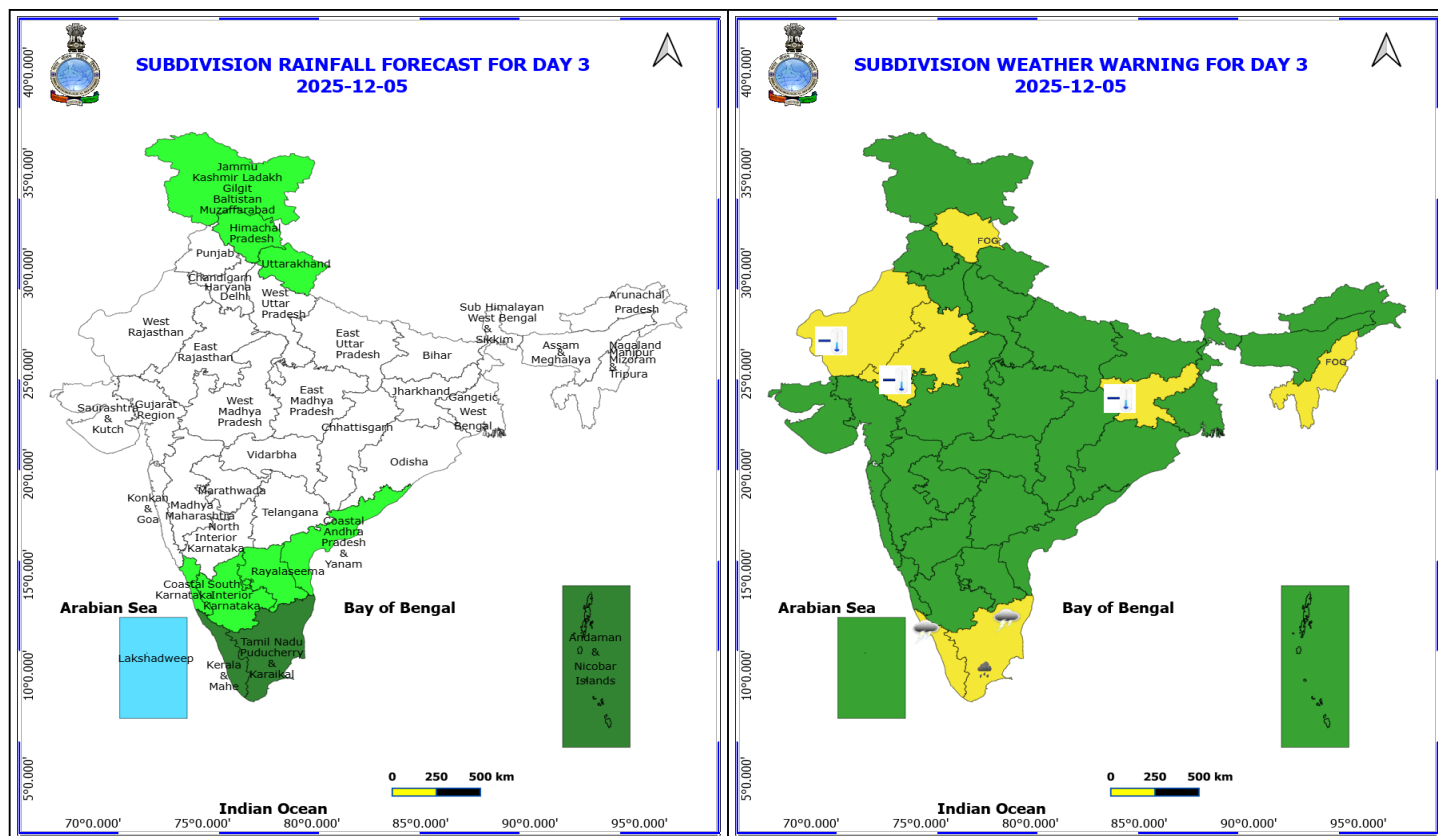 SUBDIVISION RAINFALL FORECAST FOR DAY 3
2025-12-05
40°0.000'
35°0.000'
30°0.000'
25°0.000'
20°0.000'
15°0.000'
10°0.000'
5°0.000'
Jammu
Kashmir Ladakh
Gilgit
Baltistan
Muzaffarabad
Himachal
Pradesh
Punjab
Uttarakhand
Chandigarh
Haryana
Delhi
West
Uttar
Pradesh
West
Rajasthan
East
Rajasthan
East
Uttar
Pradesh
Bihar
Sub Himalayan
West Bengal
&
Sikkim
Arunachal
Pradesh
Assam
&
Meghalaya
Nagaland
Manipur
Mizoram
&
Tripura
Saurashtra
&
Kutch
Gujarat
Region
West
Madhya
Pradesh
East
Madhya
Pradesh
Jharkhand
Gangetic
West
Bengal
Chhattisgarh
Vidarbha
Odisha
Konkan
&
Goa
Madhya
Maharashtra
Marathwada
Telangana
North
Interior
Karnataka
Coastal
Andhra
Pradesh
&
Yanam
Rayalaseema
Coastal
Karnataka
South
Interior
Karnataka
Arabian Sea
Bay of Bengal
Lakshadweep
Kerala
&
Mahe
Tamil Nadu
Puducherry
&
Karaikal
Andaman
&
Nicobar
Islands
0 250 500 km
Indian Ocean
70°0.000' 75°0.000' 80°0.000' 85°0.000' 90°0.000' 95°0.000'
SUBDIVISION WEATHER WARNING FOR DAY 3
2025-12-05
40°0.000'
35°0.000'
30°0.000'
25°0.000'
20°0.000'
15°0.000'
10°0.000'
5°0.000'
FOG
FOG
Arabian Sea
Bay of Bengal
0 250 500 km
Indian Ocean
70°0.000' 75°0.000' 80°0.000' 85°0.000' 90°0.000' 95°0.000'